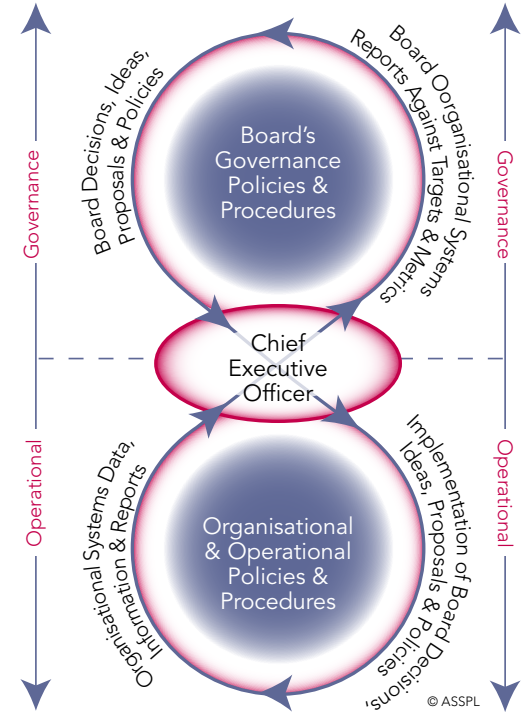 Board Decisions, Ideas,
Proposals & Policies
Board Oorganisational Systems
Reports Against Targets & Metrics
Governance
Governance
Board's
Governance
Policies &
Procedures
Chief
Executive
Officer
Operational
Operational
Organisational Systems Data,
Information & Reports
Organisational
& Operational
Policies &
Procedures
Implementation of Board Decisions,
Ideas, Proposals & Policies
© ASSPL